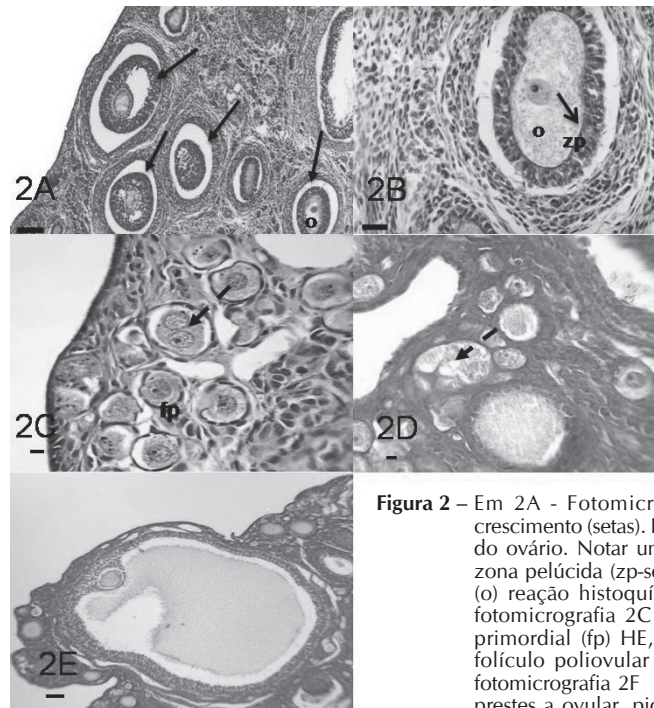 o
2A
o
zp
2B
fp
2C
2D
2E
Figura 2 – Em 2A - Fotomicr
crescimento (setas).
do ovário. Notar un
zona pelúcida (zp-se
(o) reação histoquí
fotomicrografia 2C
primordial (fp) HE,
folículo poliovular
fotomicrografia 2F
prestes a ovular